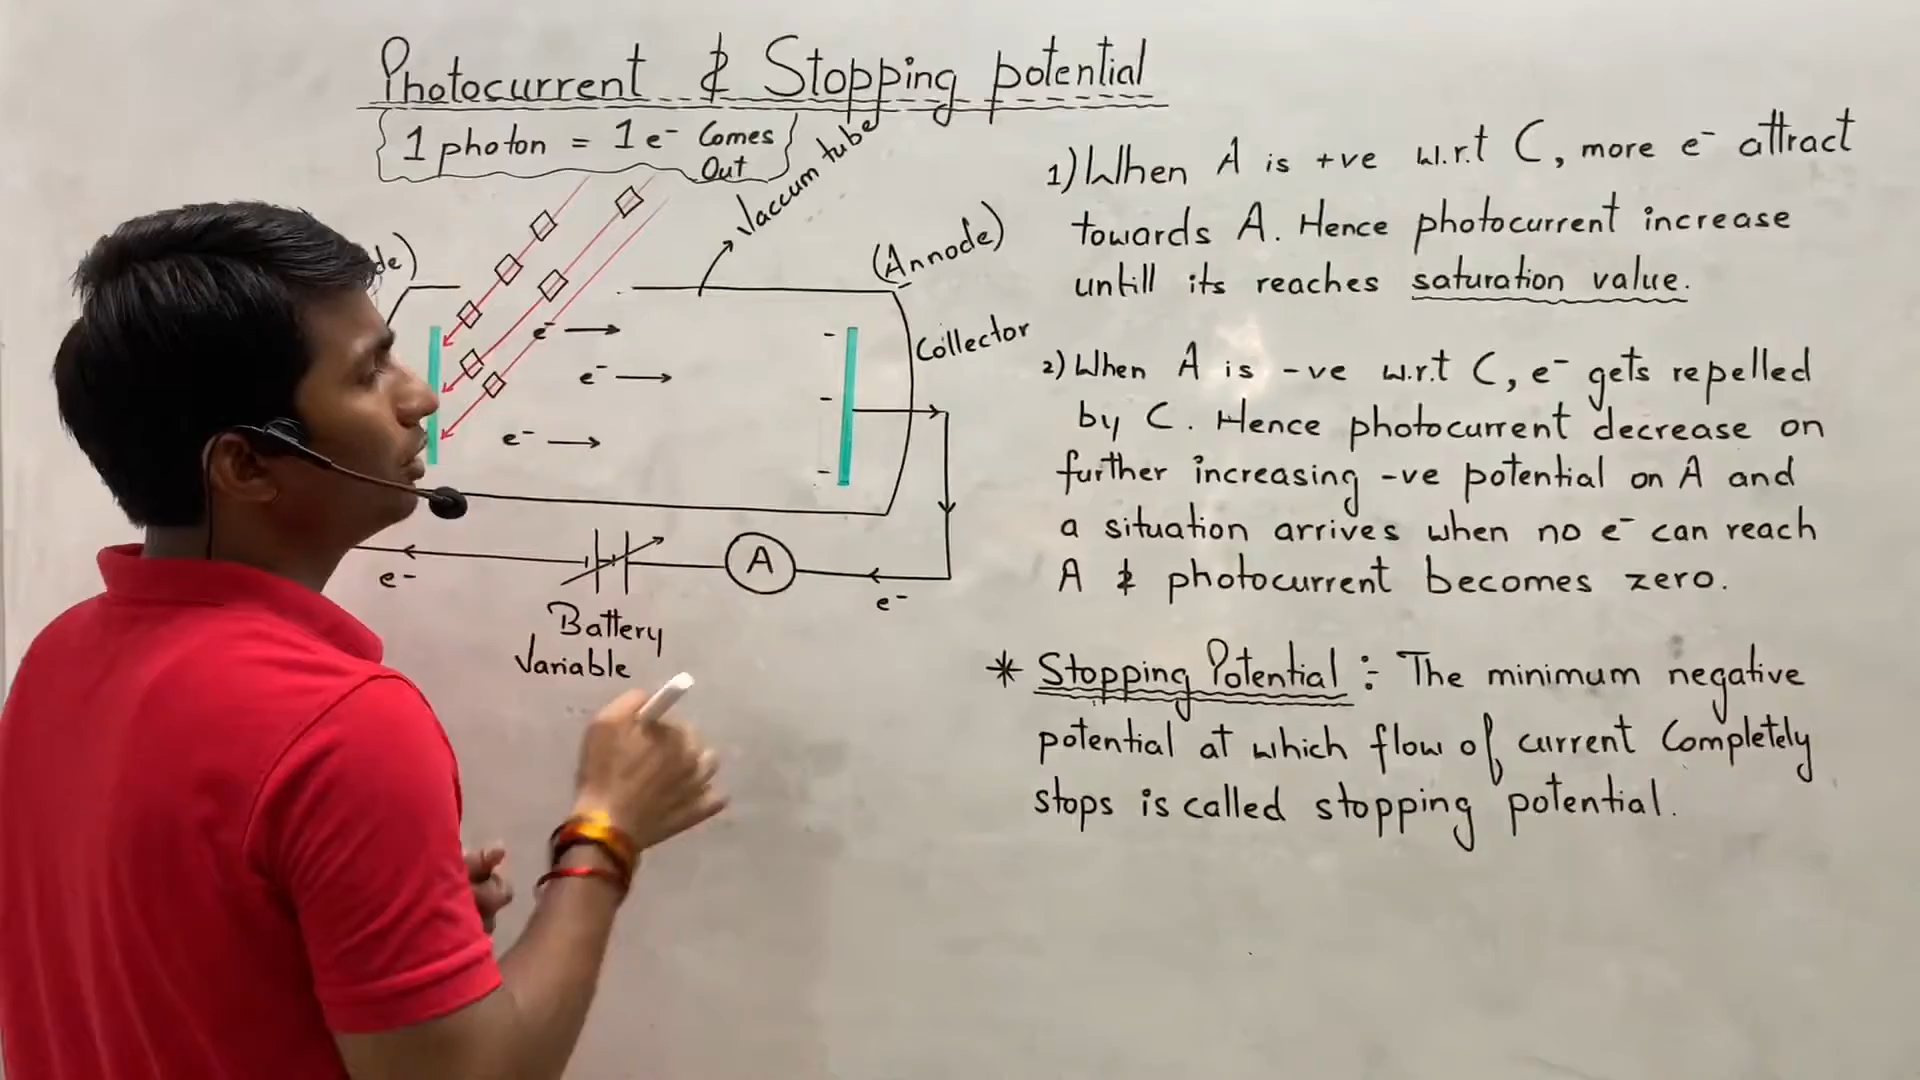 Photocurrent & Stopping potential
1 photon = 1 e- Comes
Out
Vaccum tube
de)
(Annode)
Collector
e-
e-
e-
A
e-
e-
Battery
Variable
1) When A is +ve w.r.t C, more e- attract
towards A. Hence photocurrent increase
untill its reaches saturation value.
2) When A is -ve w.r.t C, e- gets repelled
by C. Hence photocurrent decrease on
further increasing -ve potential on A and
a situation arrives when no e- can reach
A & photocurrent becomes zero.
* Stopping Potential :- The minimum negative
potential at which flow of current Completely
stops is called stopping potential.